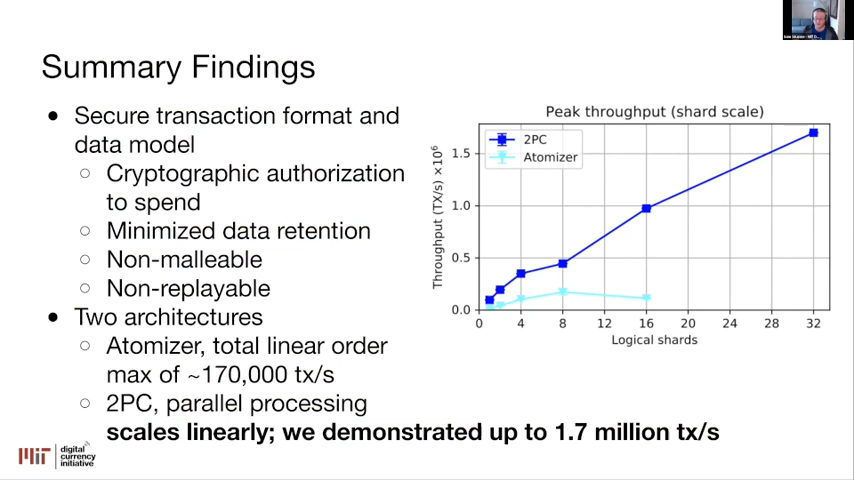 Summary Findings
● Secure transaction format and
data model
○ Cryptographic authorization
to spend
○ Minimized data retention
○ Non-malleable
○ Non-replayable
● Two architectures
○ Atomizer, total linear order
max of ~170,000 tx/s
○ 2PC, parallel processing
scales linearly; we demonstrated up to 1.7 million tx/s
Peak throughput (shard scale)
2PC
Atomizer
Throughput (TX/s) ×10⁶
1.5
1.0
0.5
0.0
0 4 8 12 16 20 24 28 32
Logical shards
MIT
digital
currency
initiative